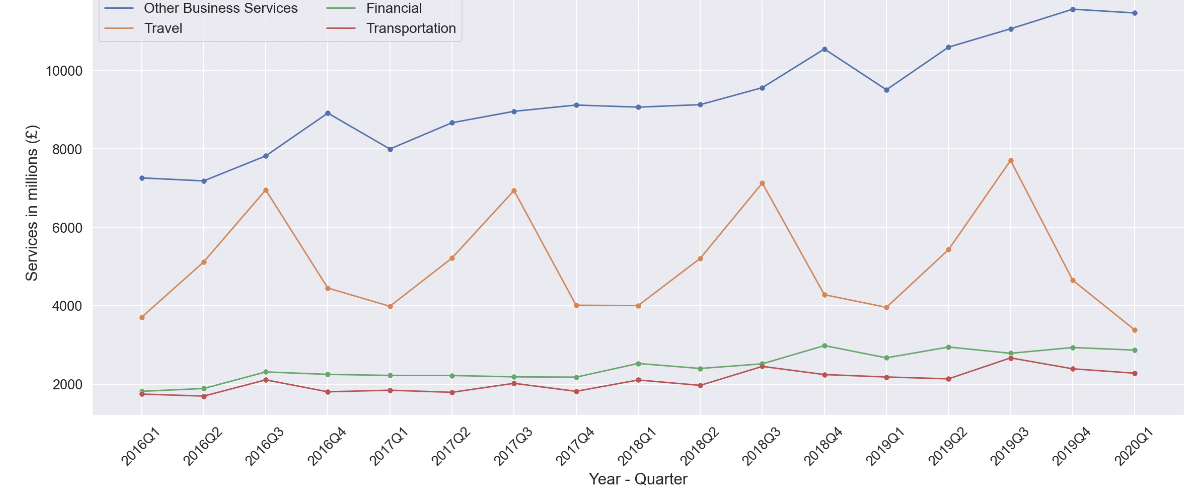 Other Business Services Financial
Travel Transportation
10000
8000
6000
4000
2000
Services in millions (£)
2016Q1 2016Q2 2016Q3 2016Q4 2017Q1 2017Q2 2017Q3 2017Q4 2018Q1 2018Q2 2018Q3 2018Q4 2019Q1 2019Q2 2019Q3 2019Q4 2020Q1
Year - Quarter